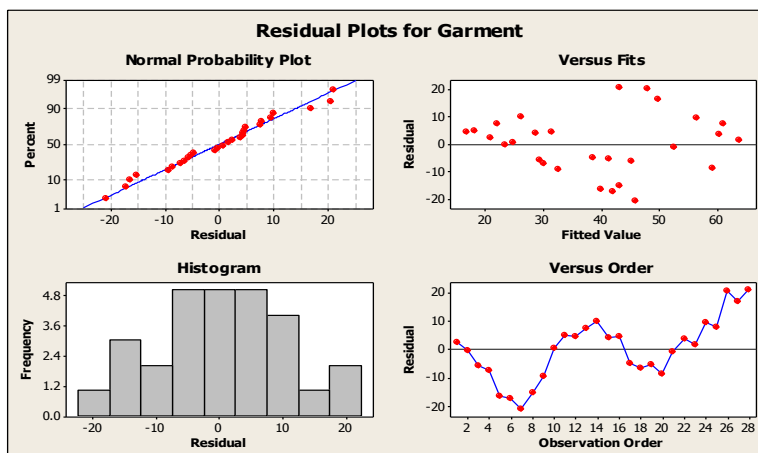 Residual Plots for Garment
Normal Probability Plot
99
90
50
10
1
Percent
-20 -10 0 10 20
Residual
Versus Fits
20
10
0
-10
-20
Residual
20 30 40 50 60
Fitted Value
Histogram
4.8
3.6
2.4
1.2
0.0
Frequency
-20 -10 0 10 20
Residual
Versus Order
20
10
0
-10
-20
Residual
2 4 6 8 10 12 14 16 18 20 22 24 26 28
Observation Order